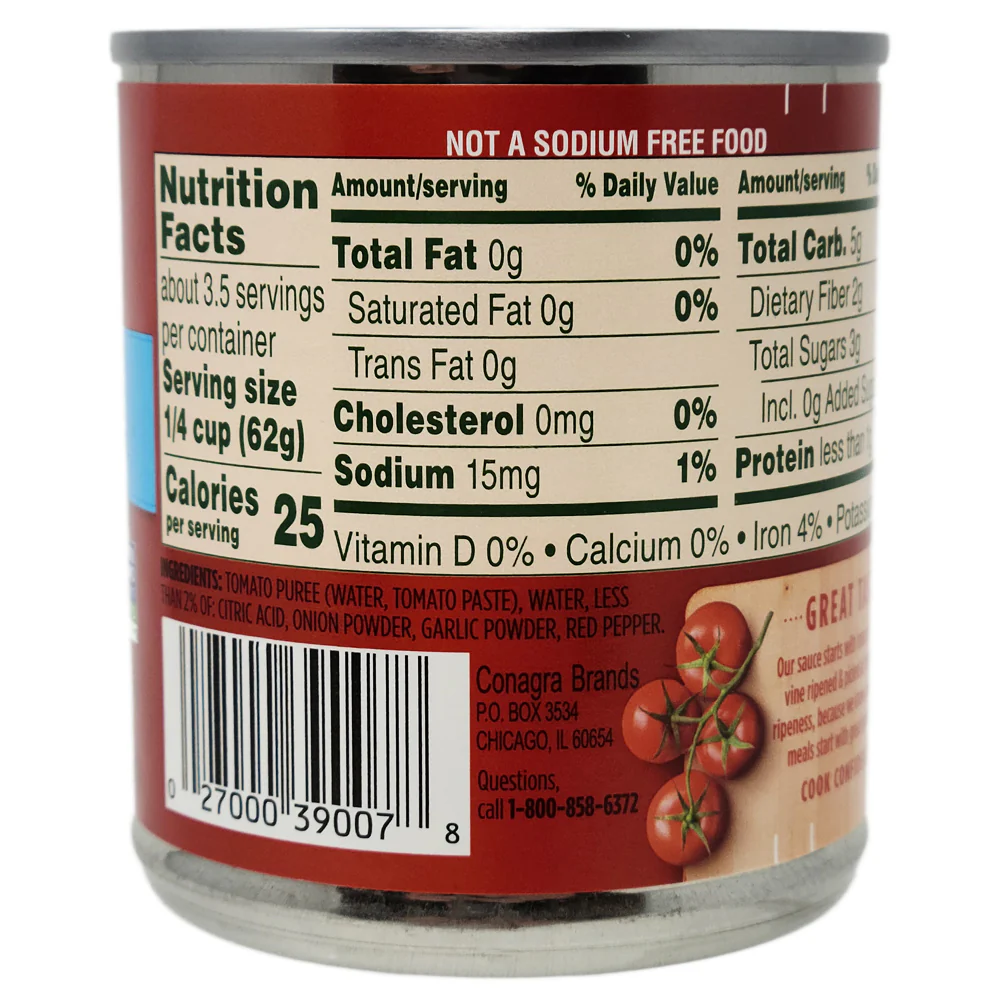 NOT A SODIUM FREE FOOD
Nutrition
Facts
about 3.5 servings
per container
Serving size
1/4 cup (62g)
Calories
per serving
25
Amount/serving % Daily Value
Total Fat 0g 0%
Saturated Fat 0g 0%
Trans Fat 0g
Cholesterol 0mg 0%
Sodium 15mg 1%
Amount/serving
Total Carb. 5g
Dietary Fiber 2g
Total Sugars 3g
Incl. 0g Added
Protein less than
Vitamin D 0% • Calcium 0% • Iron 4% •
INGREDIENTS: TOMATO PUREE (WATER, TOMATO PASTE), WATER, LESS
THAN 2% OF: CITRIC ACID, ONION POWDER, GARLIC POWDER, RED PEPPER.
0 27000 39007 8
Conagra Brands
P.O. BOX 3534
CHICAGO, IL 60654
Questions,
call 1-800-858-6372
GREAT
Our sauce starts with
vine ripened &
ripeness, because
meals start with
COOK